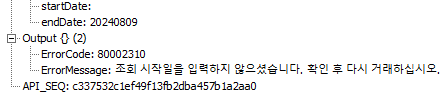 startDate:
endDate: 20240809
Output {} (2)
ErrorCode: 80002310
ErrorMessage: 조회 시작일을 입력하지 않으셨습니다. 확인 후 다시 거래하십시오.
API_SEQ: c337532c1ef49f13fb2dba457b1a2aa0